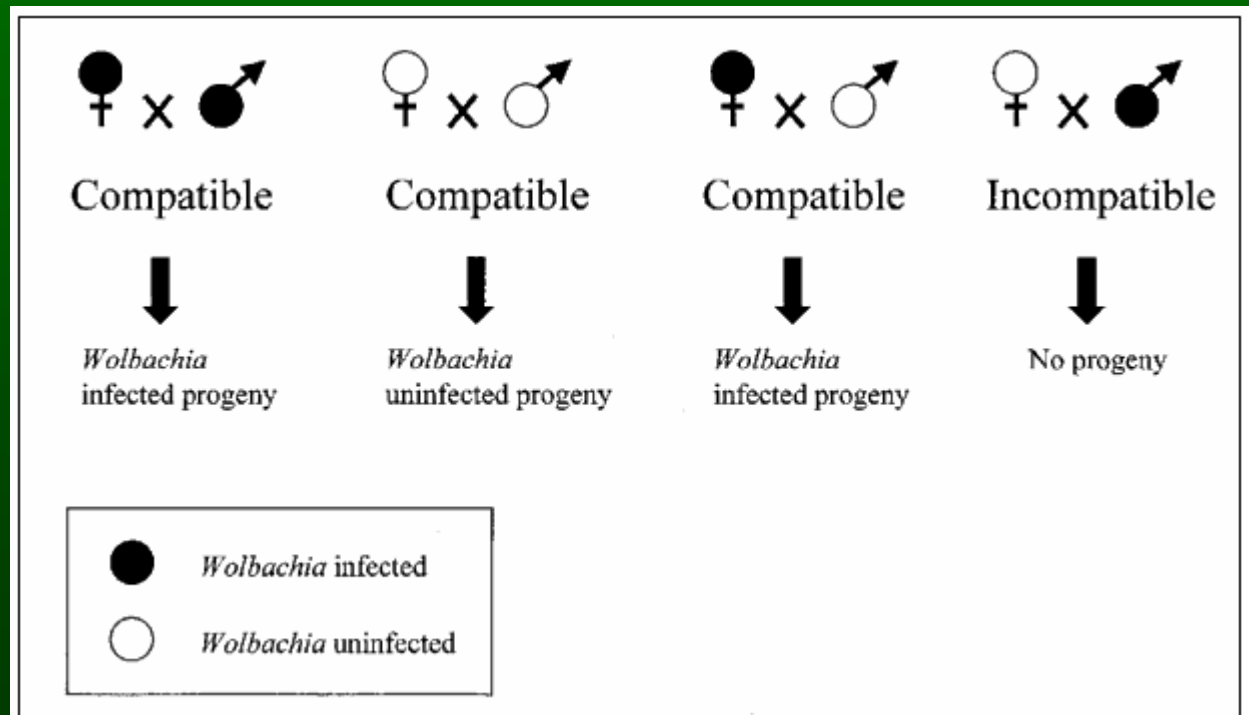 X X X X
Compatible Compatible Compatible Incompatible
Wolbachia Wolbachia Wolbachia No progeny
infected progeny uninfected progeny infected progeny
Wolbachia infected
Wolbachia uninfected